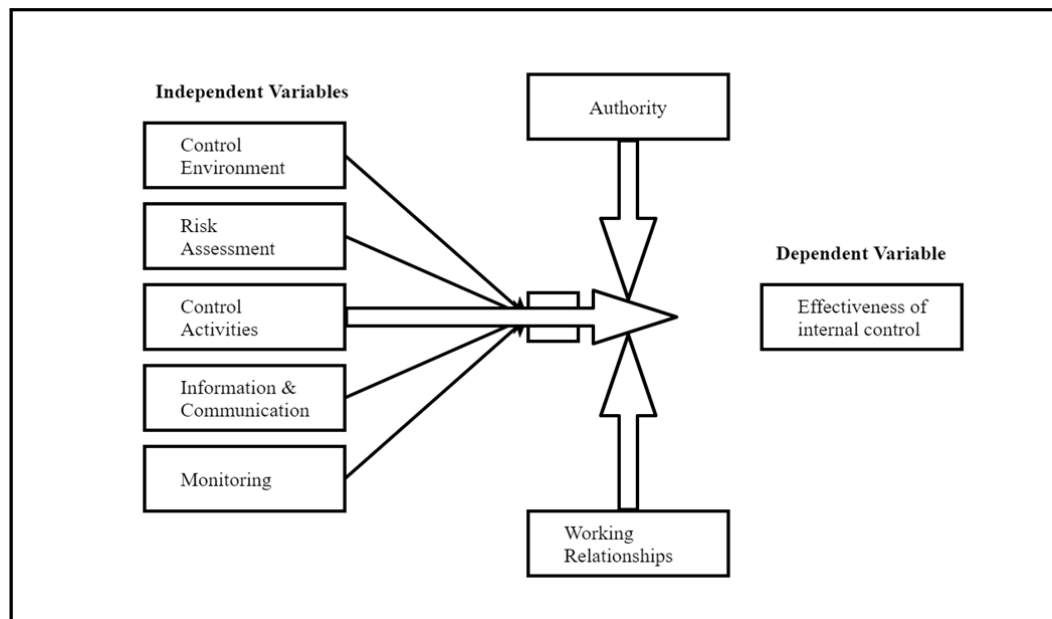 Independent Variables
Control
Environment
Risk
Assessment
Control
Activities
Information &
Communication
Monitoring
Authority
Working
Relationships
Dependent Variable
Effectiveness of
internal control